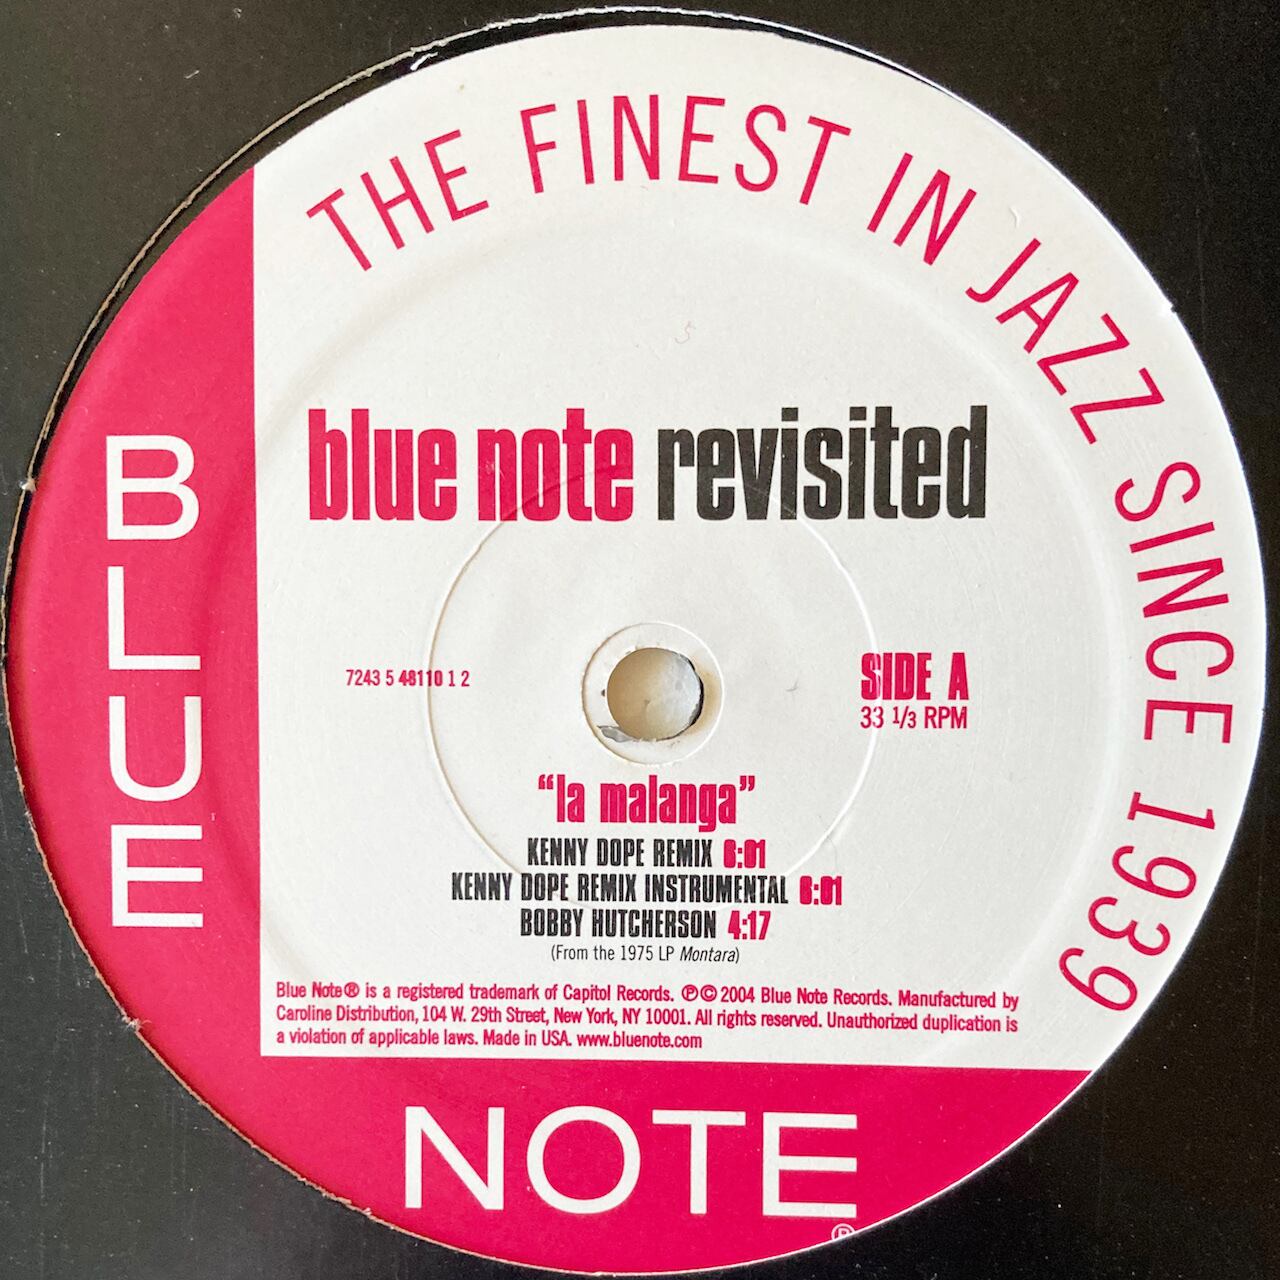 THE FINEST IN JAZZ SINCE 1939
BLUE
blue note revisited
7243 5 48110 1 2
SIDE A
33 1/3 RPM
“la malanga”
KENNY DOPE REMIX 6:01
KENNY DOPE REMIX INSTRUMENTAL 6:01
BOBBY HUTCHERSON 4:17
(From the 1975 LP Montara)
Blue Note® is a registered trademark of Capitol Records. ℗© 2004 Blue Note Records. Manufactured by
Caroline Distribution, 104 W. 29th Street, New York, NY 10001. All rights reserved. Unauthorized duplication is
a violation of applicable laws. Made in USA. www.bluenote.com
NOTE
®